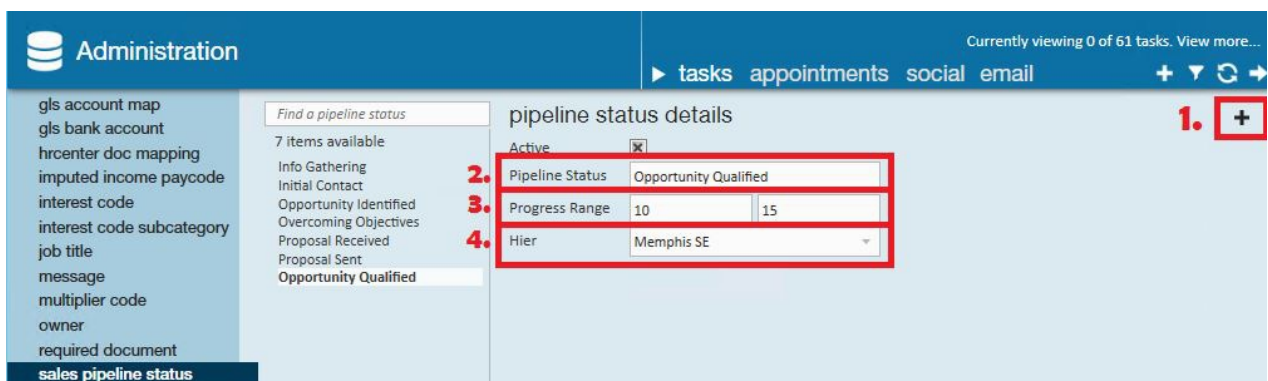 Administration
Currently viewing 0 of 61 tasks. View more...
tasks appointments social email
gls account map
gls bank account
hrcenter doc mapping
imputed income paycode
interest code
interest code subcategory
job title
message
multiplier code
owner
required document
sales pipeline status
Find a pipeline status
7 items available
Info Gathering
Initial Contact
Opportunity Identified
Overcoming Objectives
Proposal Received
Proposal Sent
Opportunity Qualified
pipeline status details
1.
Active
2. Pipeline Status Opportunity Qualified
3. Progress Range 10 15
4. Hier Memphis SE